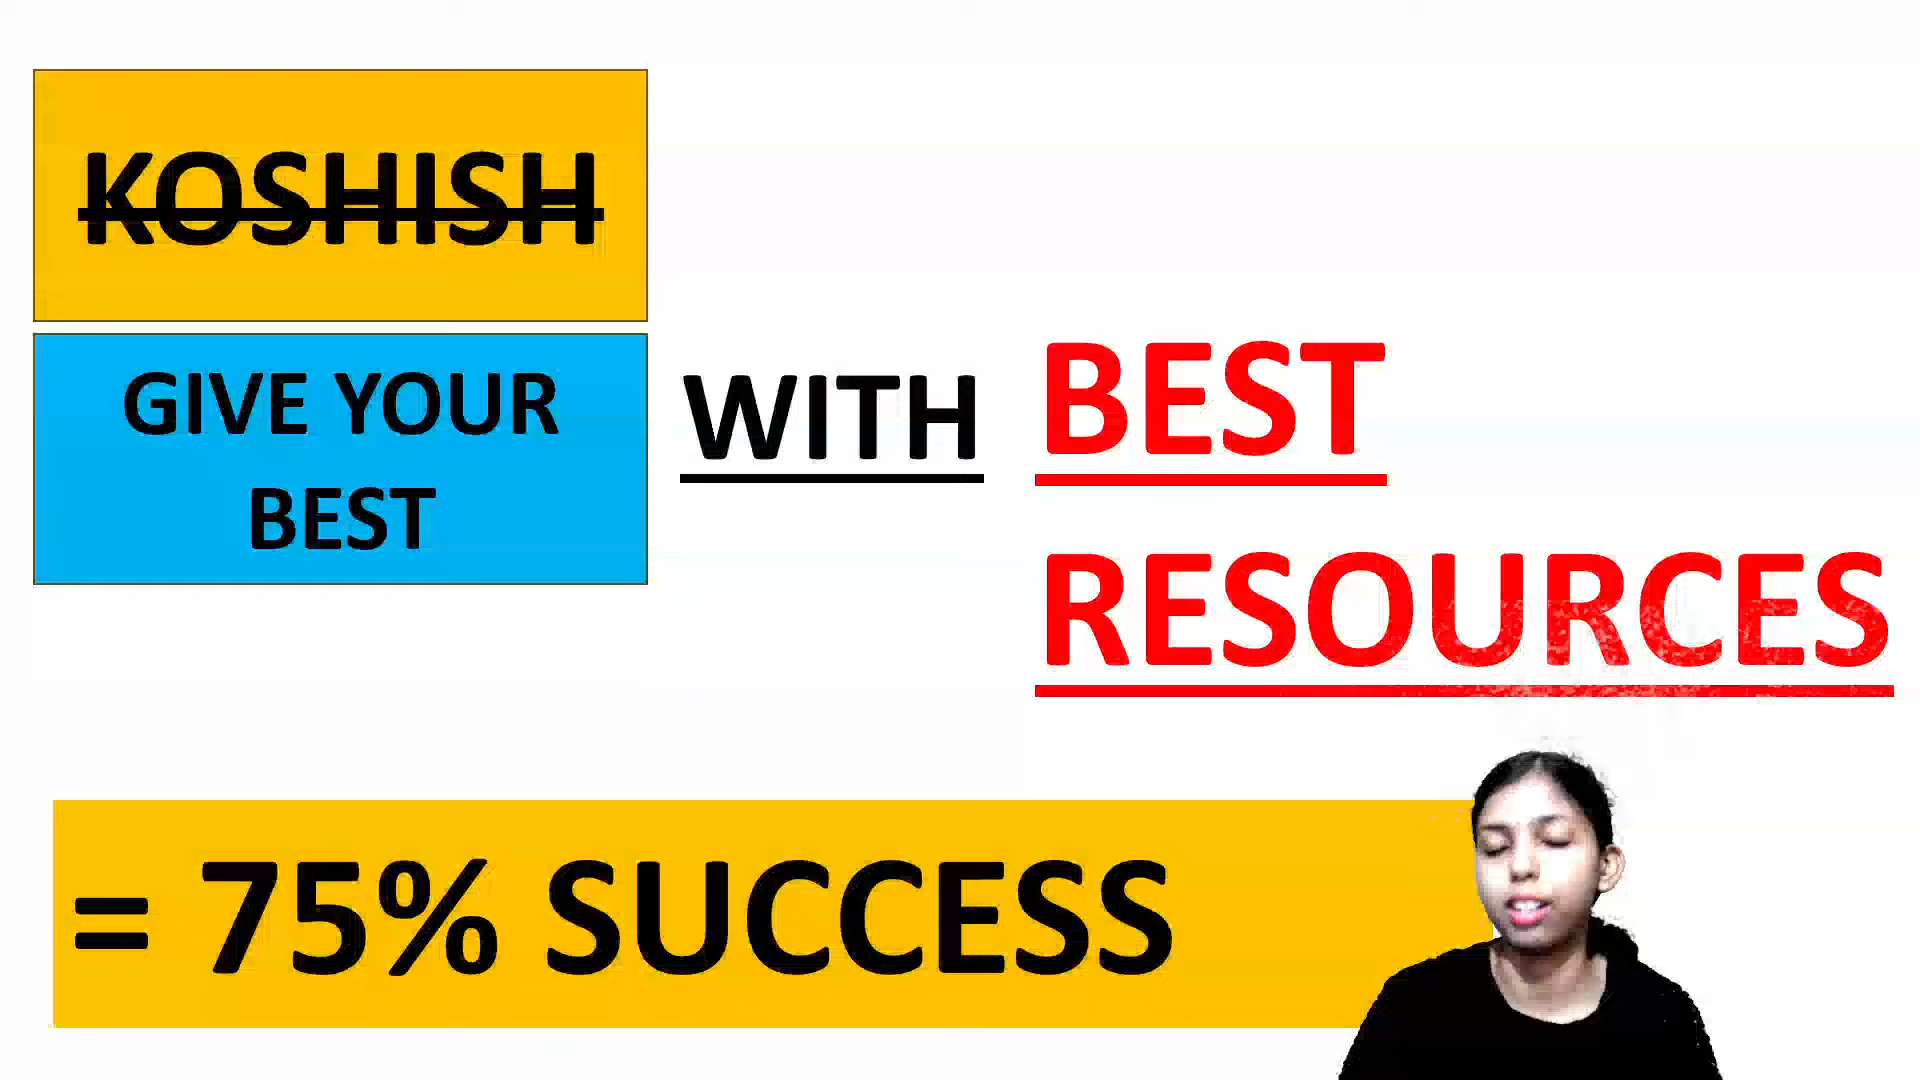 KOSHISH
GIVE YOUR
BEST
WITH
BEST
RESOURCES
= 75% SUCCESS